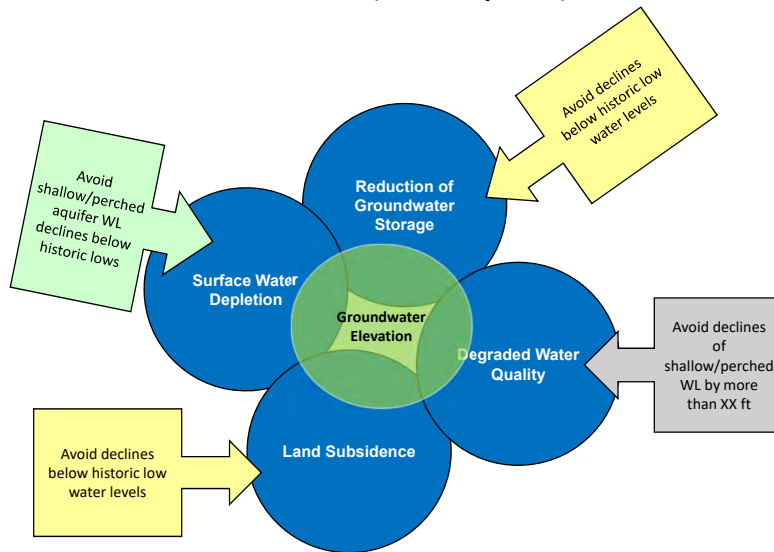 Avoid declines
below historic low
water levels
Avoid
shallow/perched
aquifer WL
declines below
historic lows
Reduction of
Groundwater
Storage
Surface Water
Depletion
Groundwater
Elevation
Degraded Water
Quality
Avoid declines
of
shallow/perched
WL by more
than XX ft
Land Subsidence
Avoid declines
below historic low
water levels